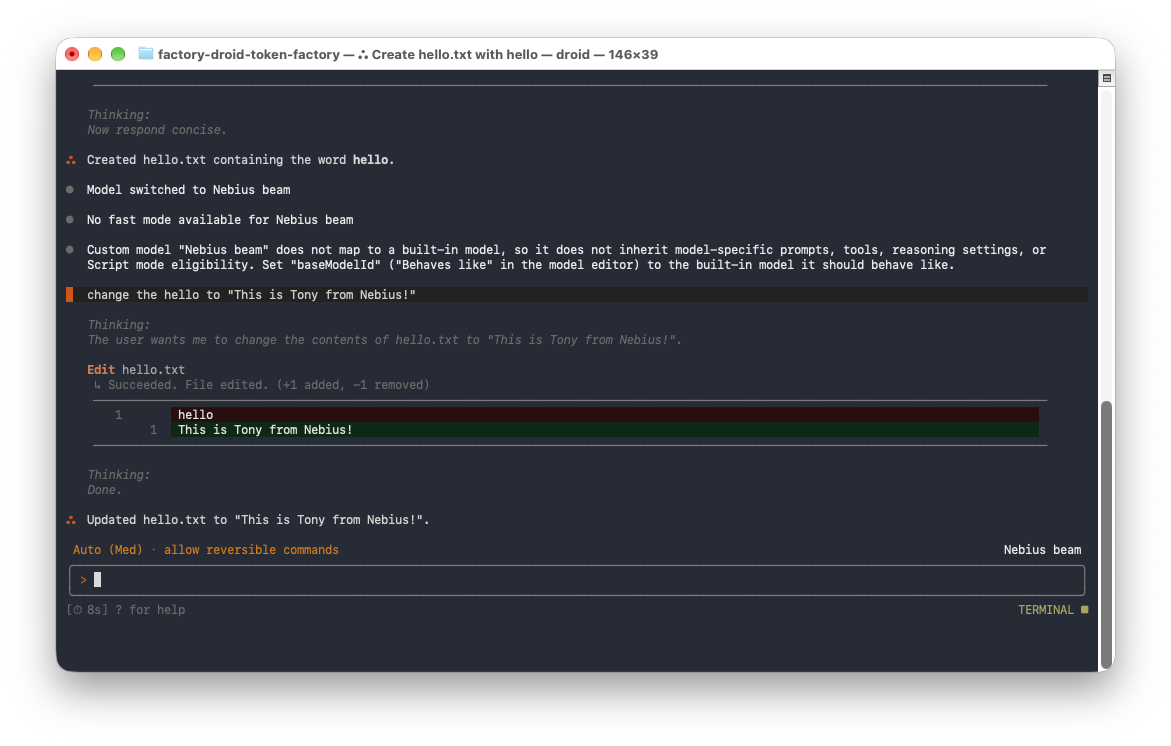 factory-droid-token-factory — ⛬ Create hello.txt with hello — droid — 146×39
Thinking:
Now respond concise.
Created hello.txt containing the word hello.
Model switched to Nebius beam
No fast mode available for Nebius beam
Custom model "Nebius beam" does not map to a built-in model, so it does not inherit model-specific prompts, tools, reasoning settings, or
Script mode eligibility. Set "baseModelId" ("Behaves like" in the model editor) to the built-in model it should behave like.
change the hello to "This is Tony from Nebius!"
Thinking:
The user wants me to change the contents of hello.txt to "This is Tony from Nebius!".
Edit hello.txt
↳ Succeeded. File edited. (+1 added, -1 removed)
1 hello
1 This is Tony from Nebius!
Thinking:
Done.
Updated hello.txt to "This is Tony from Nebius!".
Auto (Med) · allow reversible commands Nebius beam
>
[⏱ 8s] ? for help TERMINAL